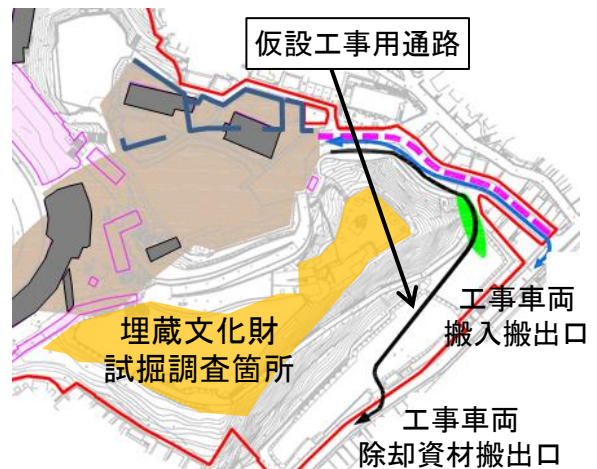 仮設工事用通路
埋蔵文化財
試掘調査箇所
工事車両
搬入搬出口
工事車両
除却資材搬出口